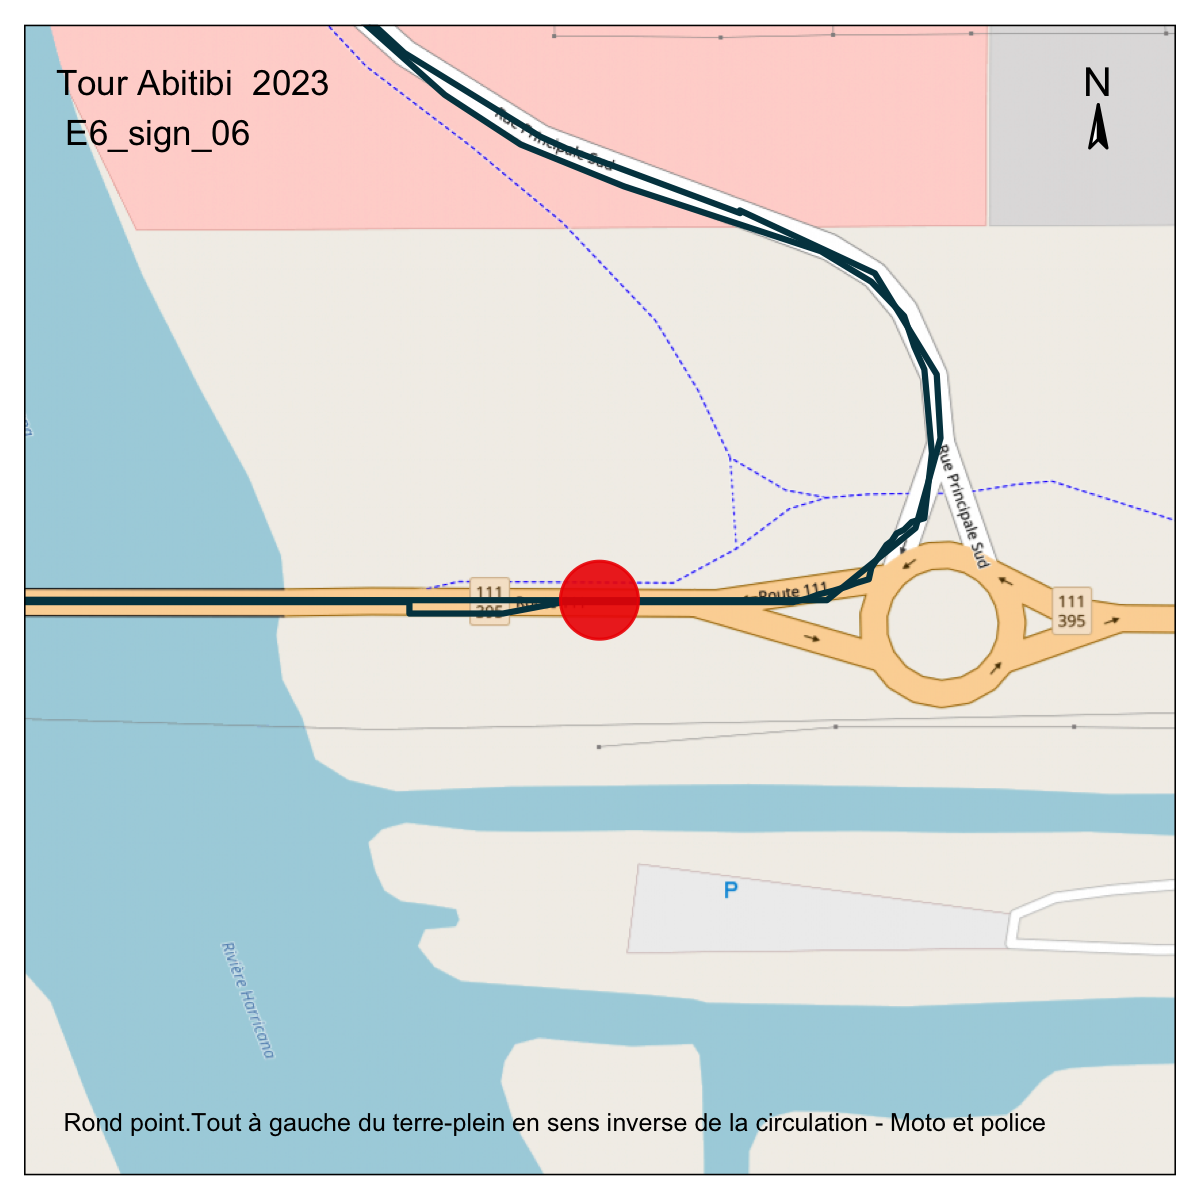 Tour Abitibi  2023
E6_sign_06
N
Rue Principale Sud
Rue Principale Sud
111
395
Route 111
111
395
P
Rivière Harricana
Rond point.Tout à gauche du terre-plein en sens inverse de la circulation - Moto et police